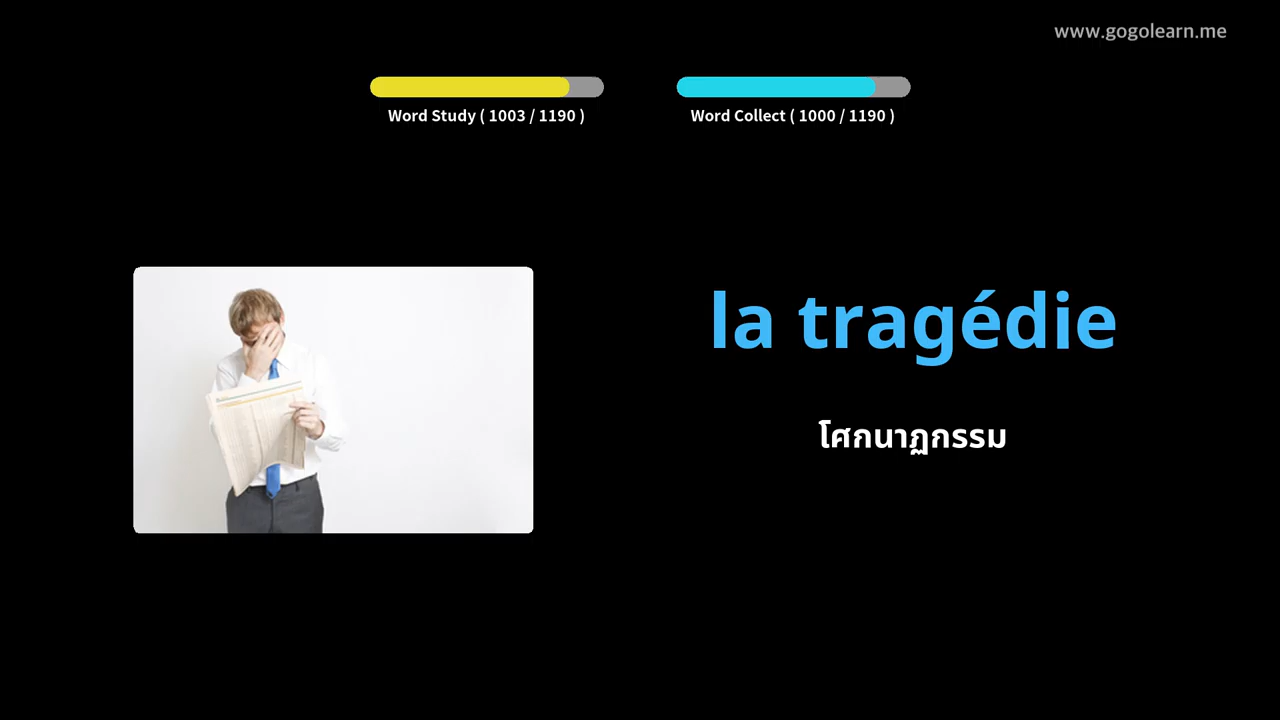 www.gogolearn.me
Word Study ( 1003 / 1190 )
Word Collect ( 1000 / 1190 )
la tragédie
โศกนาฏกรรม